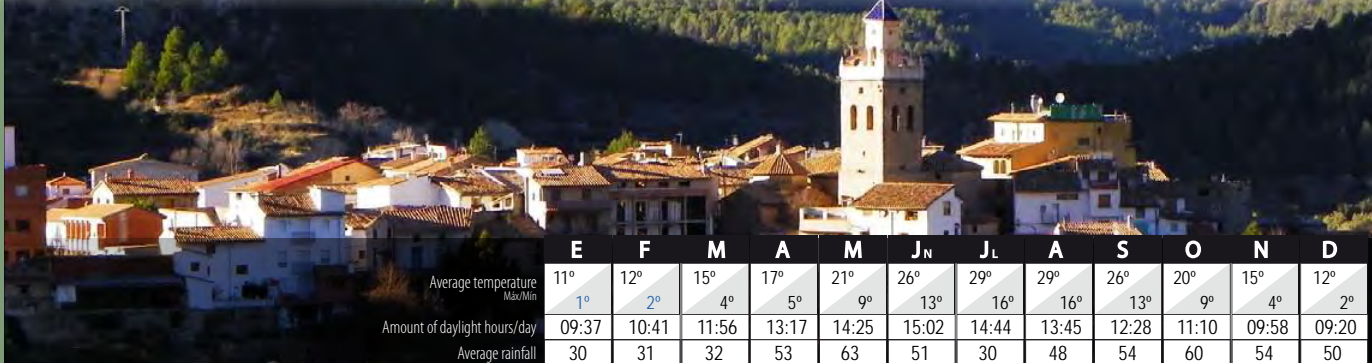 E F M A M JN JL A S O N D
Average temperature 11º 12º 15º 17º 21º 26º 29º 29º 26º 20º 15º 12º
Máx/Mín 1º 2º 4º 5º 9º 13º 16º 16º 13º 9º 4º 2º
Amount of daylight hours/day 09:37 10:41 11:56 13:17 14:25 15:02 14:44 13:45 12:28 11:10 09:58 09:20
Average rainfall 30 31 32 53 63 51 30 48 54 60 54 50